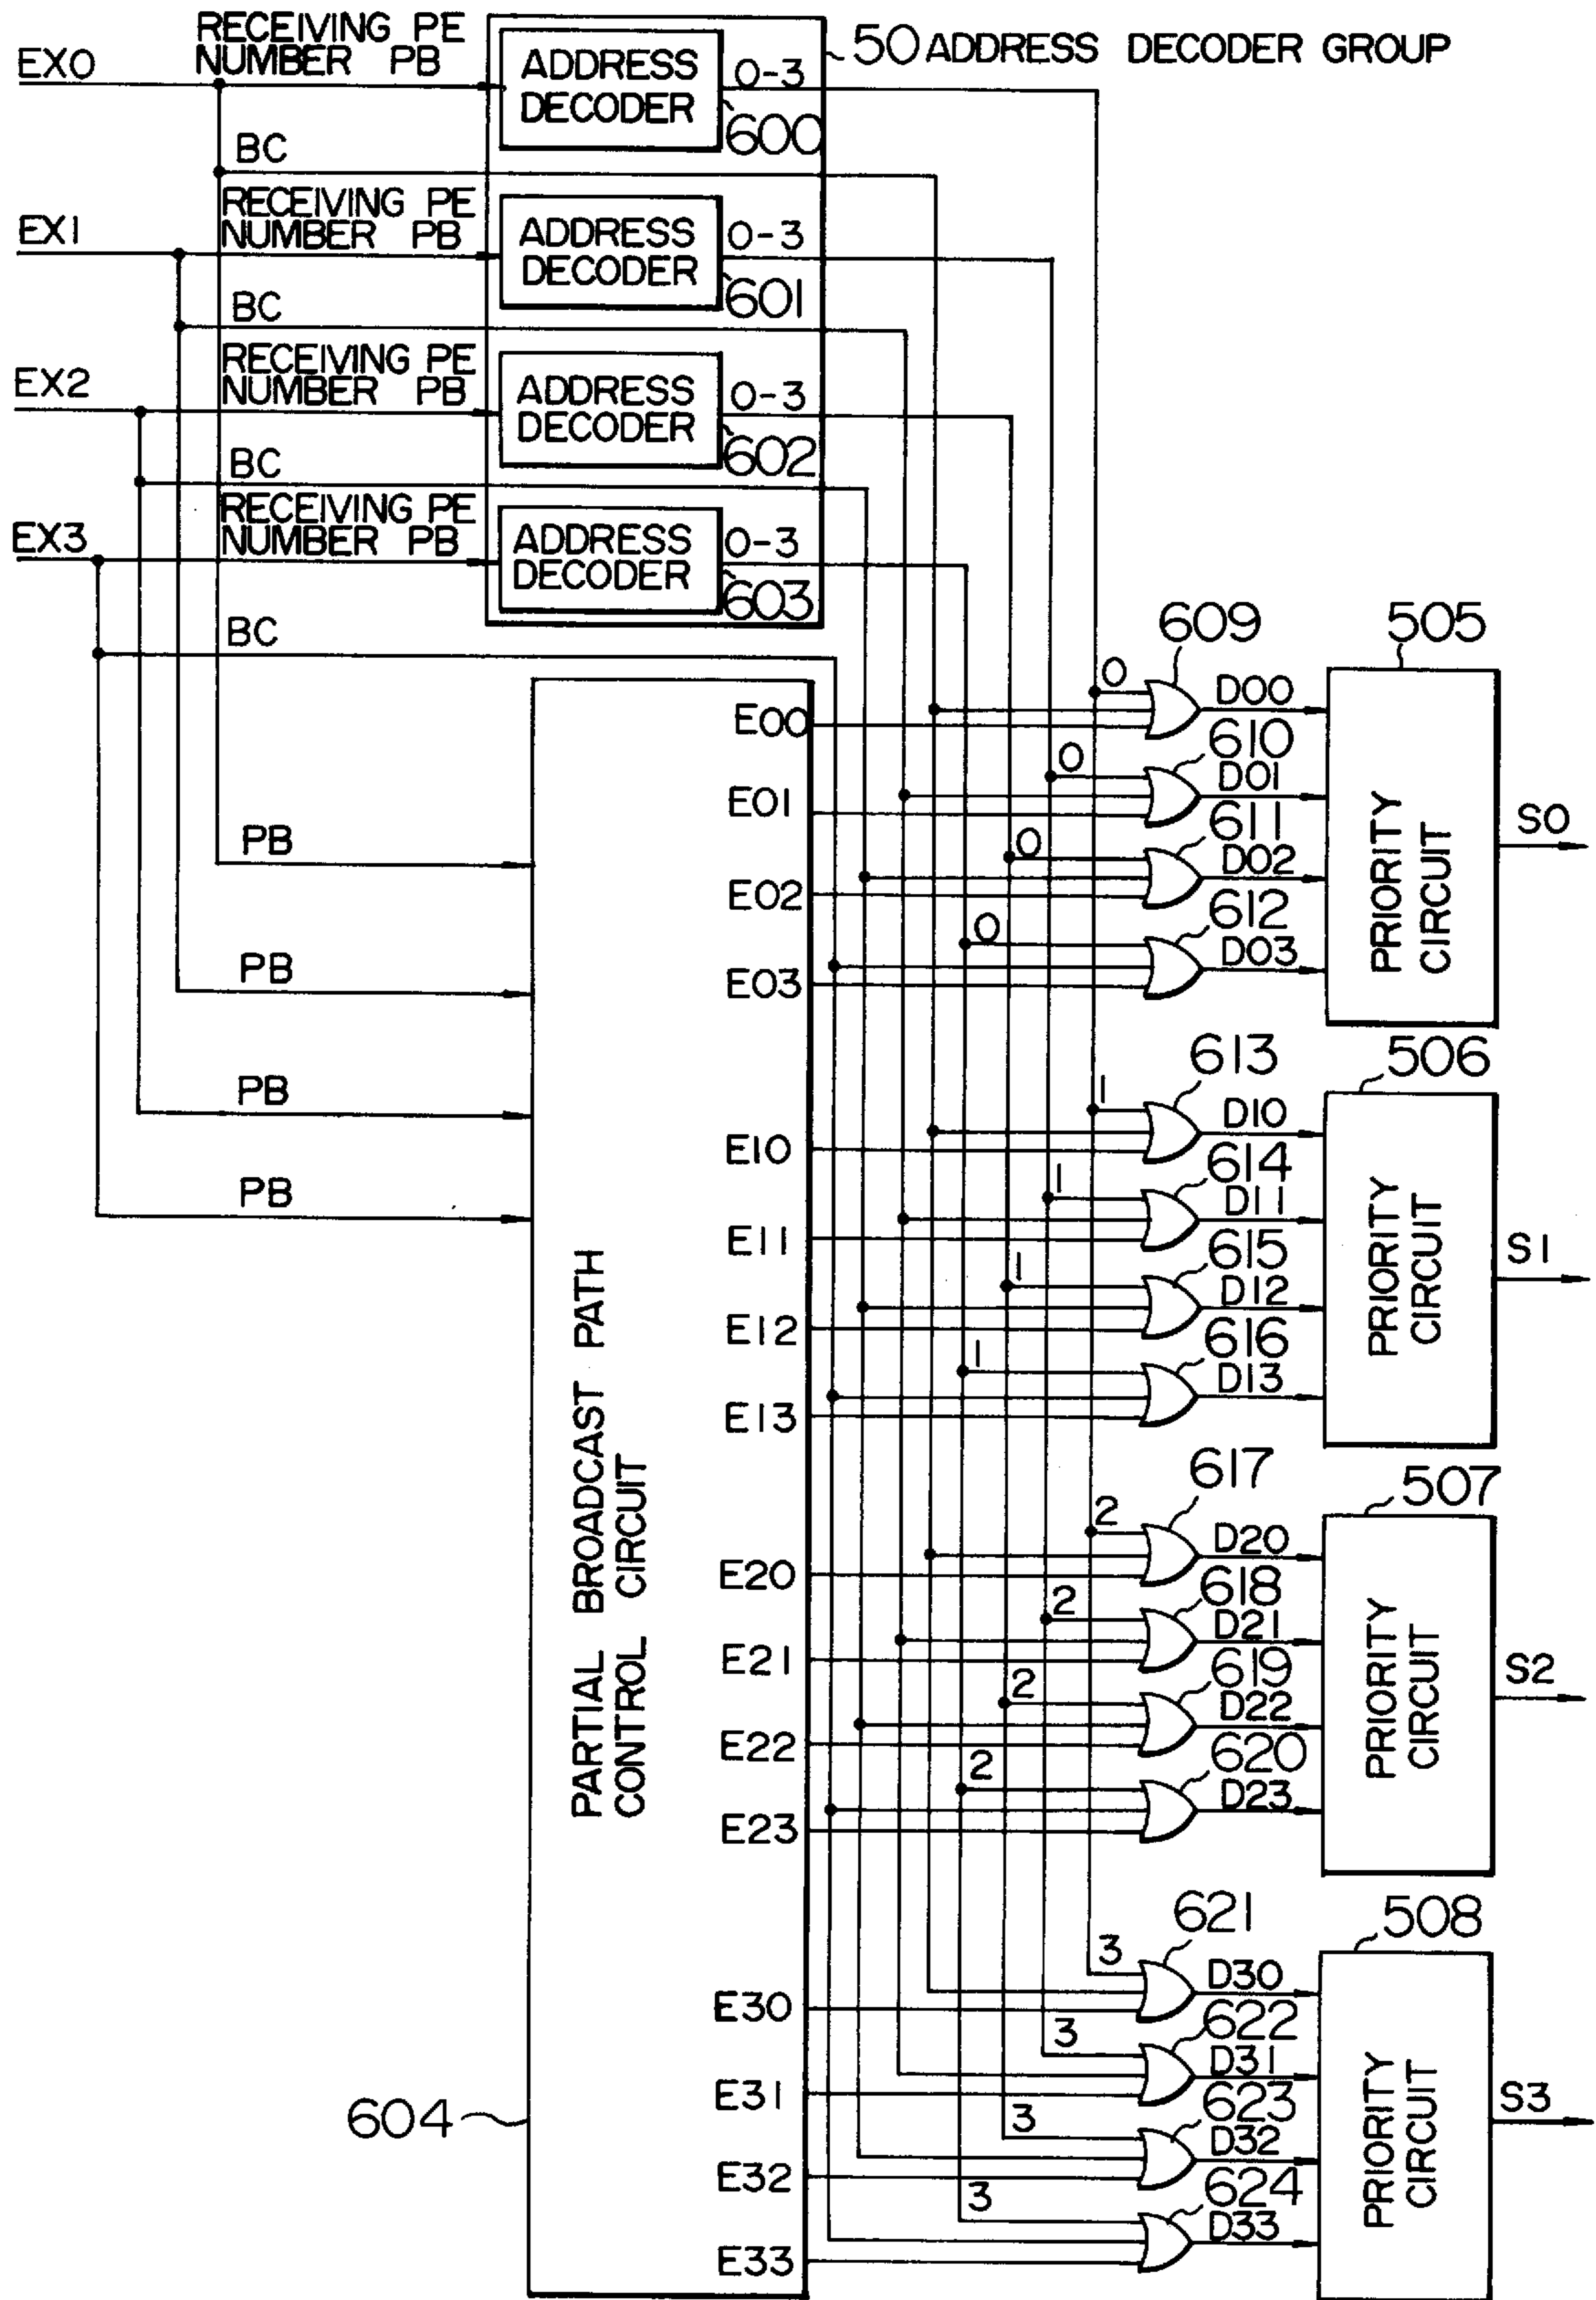 EX0
RECEIVING PE
NUMBER PB
ADDRESS
DECODER
0-3
600
50 ADDRESS DECODER GROUP
BC
EX1
RECEIVING PE
NUMBER PB
ADDRESS
DECODER
0-3
601
BC
EX2
RECEIVING PE
NUMBER PB
ADDRESS
DECODER
0-3
602
BC
EX3
RECEIVING PE
NUMBER PB
ADDRESS
DECODER
0-3
603
BC
PB
PB
PB
PB
PARTIAL BROADCAST PATH
CONTROL CIRCUIT
604
E00
E01
E02
E03
E10
E11
E12
E13
E20
E21
E22
E23
E30
E31
E32
E33
0
609
D00
0
610
D01
0
611
D02
0
612
D03
505
PRIORITY
CIRCUIT
S0
1
613
D10
1
614
D11
1
615
D12
1
616
D13
506
PRIORITY
CIRCUIT
S1
2
617
D20
2
618
D21
2
619
D22
2
620
D23
507
PRIORITY
CIRCUIT
S2
3
621
D30
3
622
D31
3
623
D32
3
624
D33
508
PRIORITY
CIRCUIT
S3